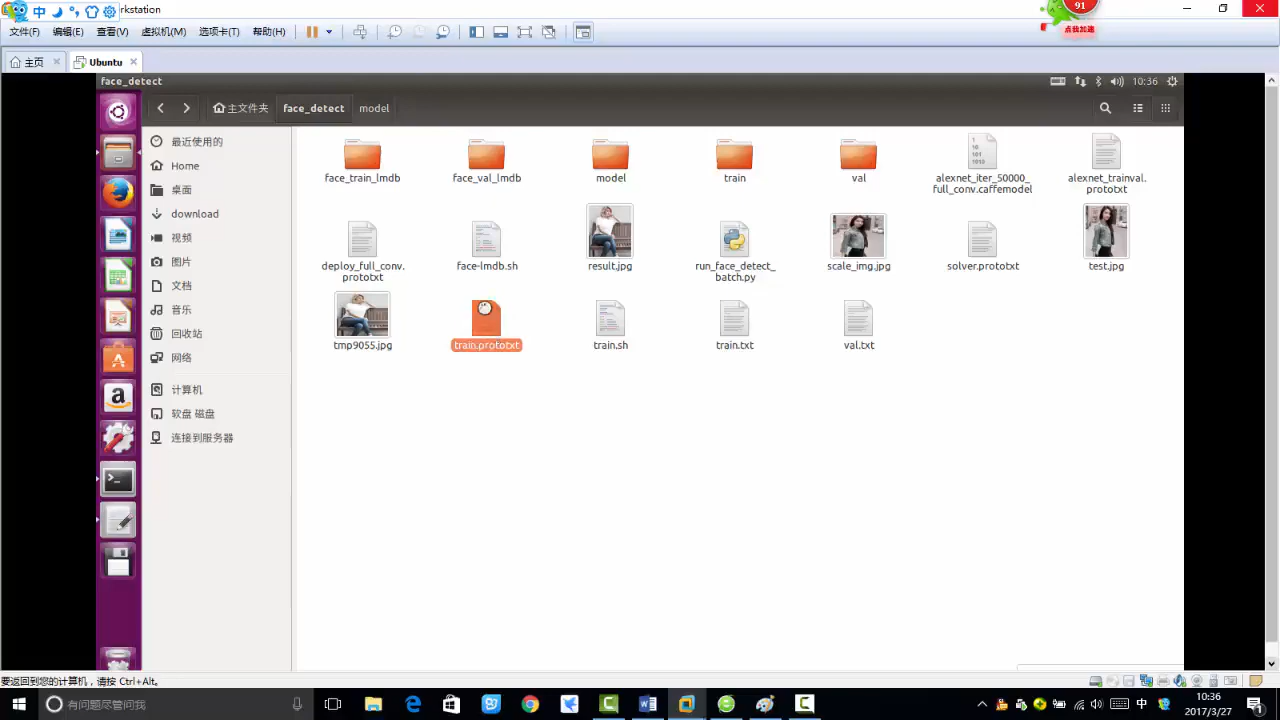 中
rkstation
91
点我加速
文件(F) 编辑(E) 查看(V) 虚拟机(M) 选项卡(T) 帮助(H)
主页
Ubuntu
face_detect
10:36
主文件夹
face_detect
model
最近使用的
Home
桌面
download
视频
图片
文档
音乐
回收站
网络
计算机
软盘 磁盘
连接到服务器
face_train_lmdb
face_val_lmdb
model
train
val
alexnet_iter_50000_
full_conv.caffemodel
alexnet_trainval.
prototxt
deploy_full_conv.
prototxt
face-lmdb.sh
result.jpg
run_face_detect_
batch.py
scale_img.jpg
solver.prototxt
test.jpg
tmp9055.jpg
train.prototxt
train.sh
train.txt
val.txt
要返回到您的计算机，请按 Ctrl+Alt。
有问题尽管问我
中
10:36
2017/3/27